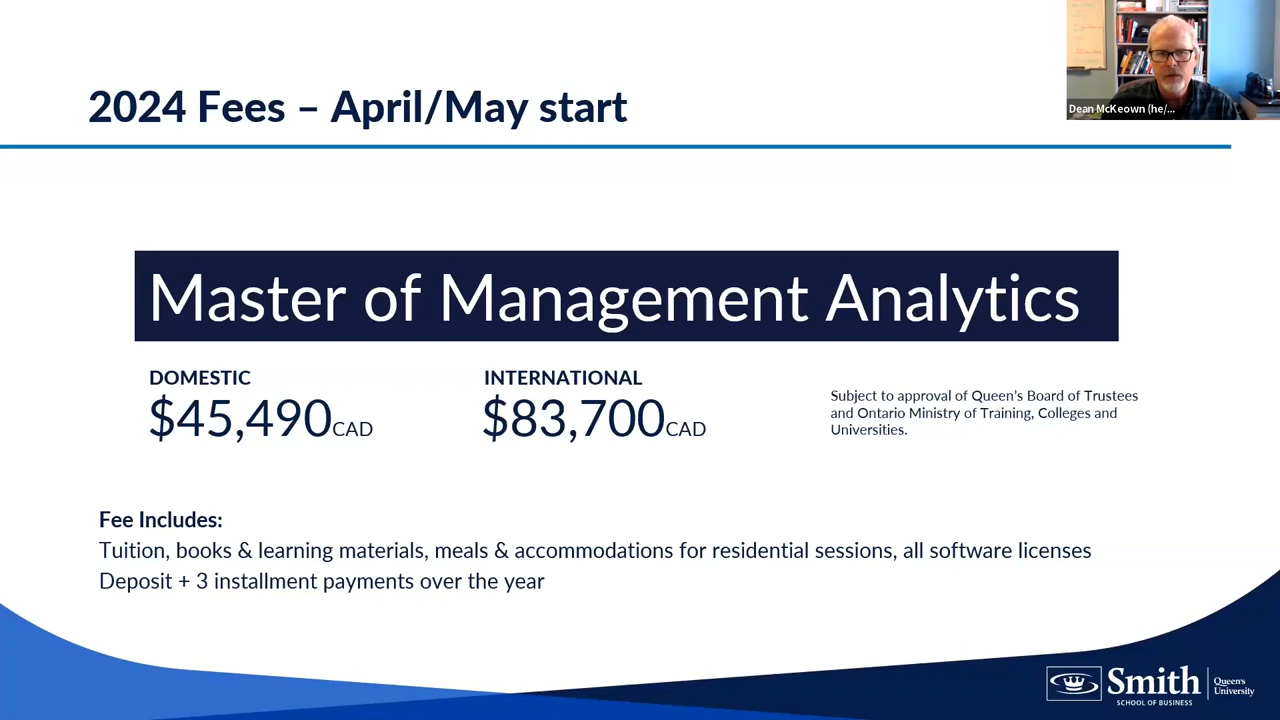 2024 Fees – April/May start
Dean McKeown (he/...
Master of Management Analytics
DOMESTIC
$45,490CAD
INTERNATIONAL
$83,700CAD
Subject to approval of Queen's Board of Trustees
and Ontario Ministry of Training, Colleges and
Universities.
Fee Includes:
Tuition, books & learning materials, meals & accommodations for residential sessions, all software licenses
Deposit + 3 installment payments over the year
Smith
SCHOOL OF BUSINESS
Queen's
University